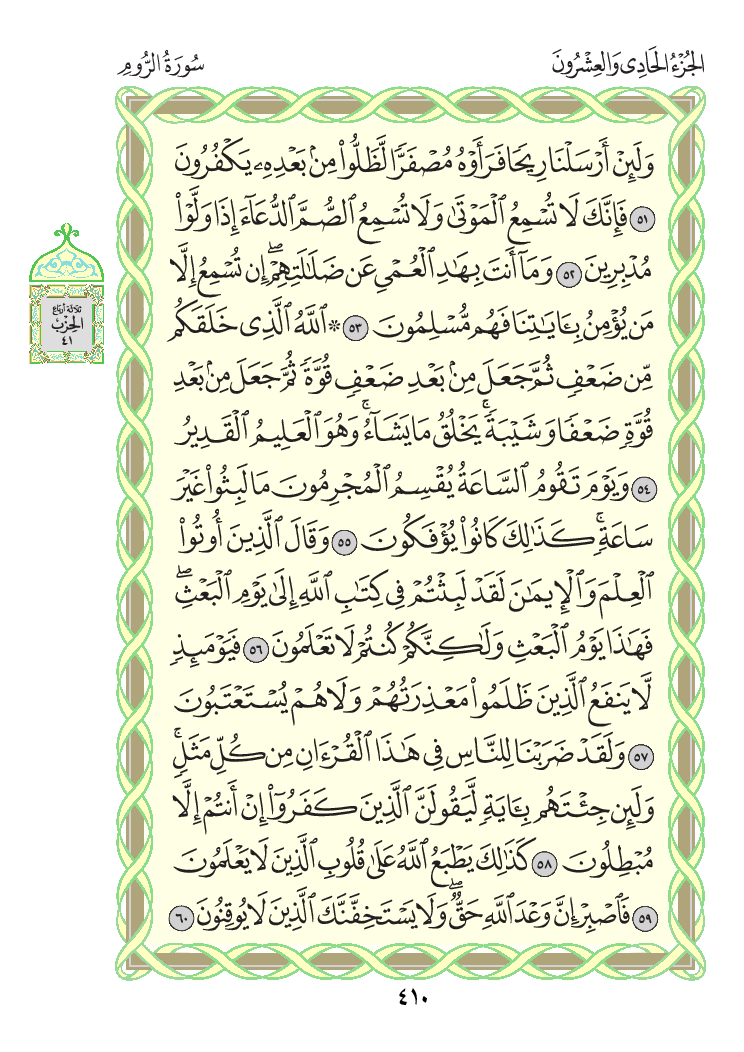 الجُزْءُ الحَادِى وَالعِشْرُونَ
سُورَةُ الرُّومِ
وَلَئِنْ أَرْسَلْنَا رِيحًا فَرَأَوْهُ مُصْفَرًّا لَّظَلُّوا۟ مِنۢ بَعْدِهِۦ يَكْفُرُونَ
٥١ فَإِنَّكَ لَا تُسْمِعُ ٱلْمَوْتَىٰ وَلَا تُسْمِعُ ٱلصُّمَّ ٱلدُّعَآءَ إِذَا وَلَّوْا۟
مُدْبِرِينَ ٥٢ وَمَآ أَنتَ بِهَـٰدِ ٱلْعُمْىِ عَن ضَلَـٰلَتِهِمْ ۖ إِن تُسْمِعُ إِلَّا
مَن يُؤْمِنُ بِـَٔايَـٰتِنَا فَهُم مُّسْلِمُونَ ٥٣ * ٱللَّهُ ٱلَّذِى خَلَقَكُم
مِّن ضَعْفٍ ثُمَّ جَعَلَ مِنۢ بَعْدِ ضَعْفٍ قُوَّةً ثُمَّ جَعَلَ مِنۢ بَعْدِ
قُوَّةٍ ضَعْفًا وَشَيْبَةً ۚ يَخْلُقُ مَا يَشَآءُ ۚ وَهُوَ ٱلْعَلِيمُ ٱلْقَدِيرُ
٥٤ وَيَوْمَ تَقُومُ ٱلسَّاعَةُ يُقْسِمُ ٱلْمُجْرِمُونَ مَا لَبِثُوا۟ غَيْرَ
سَاعَةٍ ۚ كَذَٰلِكَ كَانُوا۟ يُؤْفَكُونَ ٥٥ وَقَالَ ٱلَّذِينَ أُوتُوا۟
ٱلْعِلْمَ وَٱلْإِيمَـٰنَ لَقَدْ لَبِثْتُمْ فِى كِتَـٰبِ ٱللَّهِ إِلَىٰ يَوْمِ ٱلْبَعْثِ ۖ
فَهَـٰذَا يَوْمُ ٱلْبَعْثِ وَلَـٰكِنَّكُمْ كُنتُمْ لَا تَعْلَمُونَ ٥٦ فَيَوْمَئِذٍ
لَّا يَنفَعُ ٱلَّذِينَ ظَلَمُوا۟ مَعْذِرَتُهُمْ وَلَا هُمْ يُسْتَعْتَبُونَ
٥٧ وَلَقَدْ ضَرَبْنَا لِلنَّاسِ فِى هَـٰذَا ٱلْقُرْءَانِ مِن كُلِّ مَثَلٍ ۚ
وَلَئِن جِئْتَهُم بِـَٔايَةٍ لَّيَقُولَنَّ ٱلَّذِينَ كَفَرُوٓا۟ إِنْ أَنتُمْ إِلَّا
مُبْطِلُونَ ٥٨ كَذَٰلِكَ يَطْبَعُ ٱللَّهُ عَلَىٰ قُلُوبِ ٱلَّذِينَ لَا يَعْلَمُونَ
٥٩ فَٱصْبِرْ إِنَّ وَعْدَ ٱللَّهِ حَقٌّ ۖ وَلَا يَسْتَخِفَّنَّكَ ٱلَّذِينَ لَا يُوقِنُونَ ٦٠
ثلاثة أرباع
الحِزْب
٤١
٤١٠